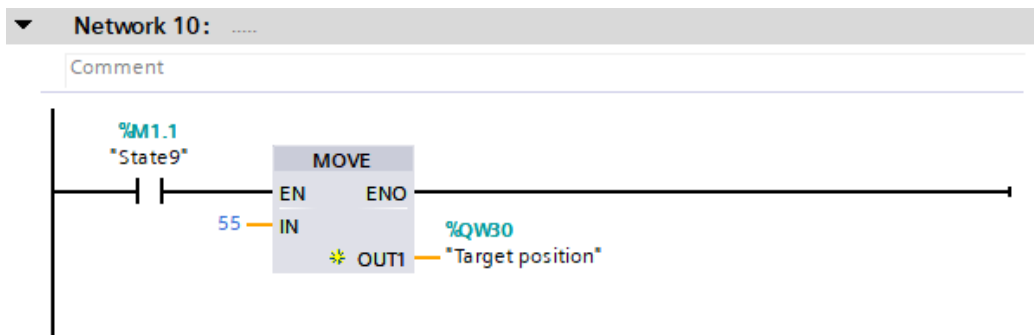 Network 10: .....
Comment
%M1.1
"State9"
MOVE
EN ENO
55 IN
%QW30
OUT1 "Target position"